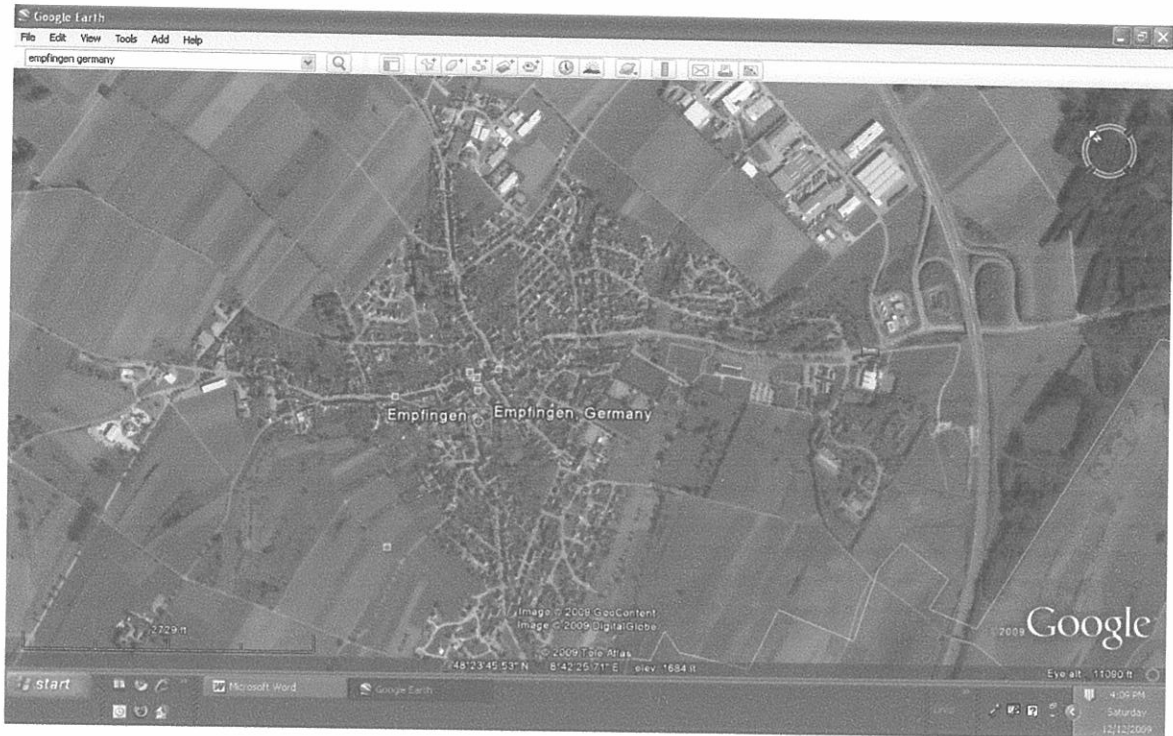 Google Earth
File Edit View Tools Add Help
empfingen germany
Empfingen Empfingen, Germany
Image © 2009 GeoContent
Image © 2009 DigitalGlobe
© 2009 Tele Atlas
© 2009 Google
2729 ft
48°23'45.53" N 8°42'25.71" E elev 1684 ft
Eye alt 11090 ft
start Microsoft Word Google Earth
4:09 PM
Saturday
12/12/2009